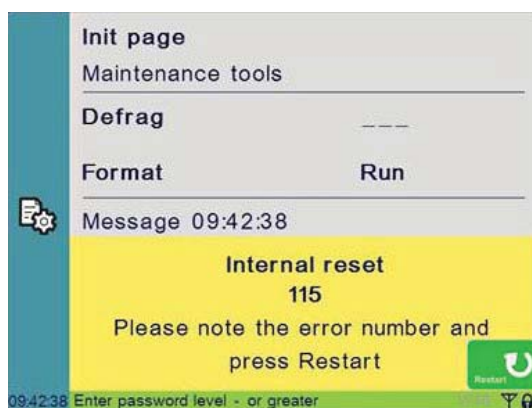 Init page
Maintenance tools
Defrag ___
Format Run
Message 09:42:38
Internal reset
115
Please note the error number and
press Restart
Restart
09:42:38 Enter password level - or greater